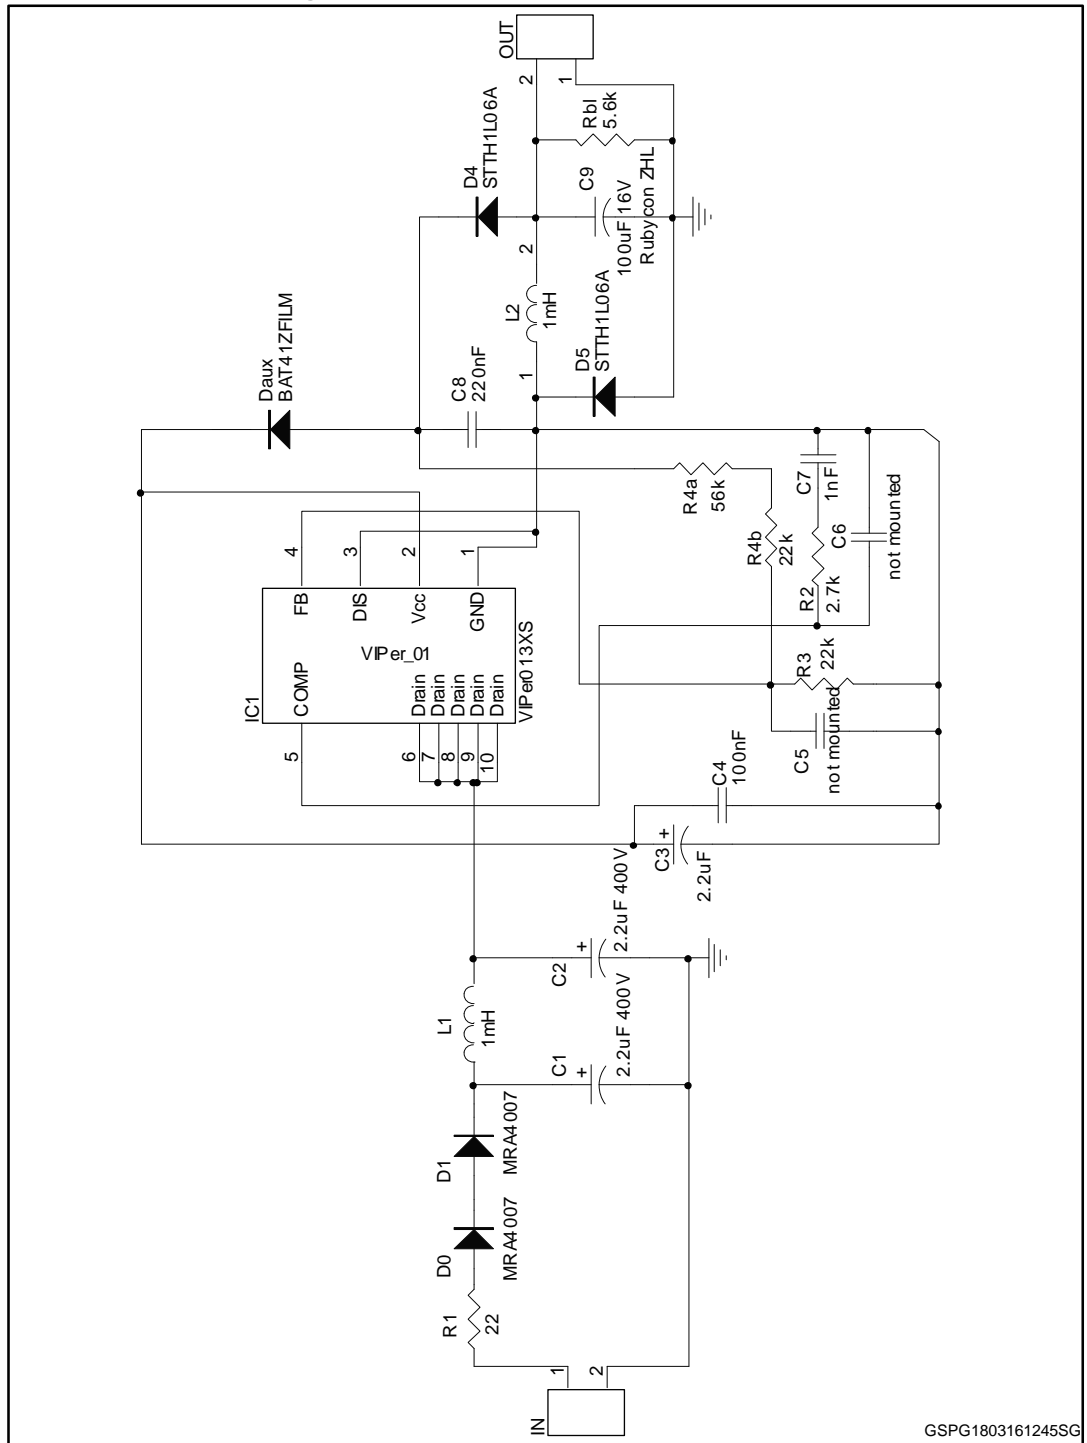 OUT
2
1
Rbl
5.6k
D4
STTH1L06A
C9
100uF 16V
Rubycon ZHL
2
L2
1mH
1
D5
STTH1L06A
Daux
BAT41ZFILM
C8
220nF
R4a
56k
R4b
22k
C7
1nF
C6
not mounted
R2
2.7k
R3
22k
C5
not mounted
C4
100nF
C3
+
2.2uF
4
3
2
1
FB
DIS
Vcc
GND
VIPer_01
VIPer013XS
IC1
COMP
Drain
Drain
Drain
Drain
Drain
5
6
7
8
9
10
C2
+
2.2uF 400V
L1
1mH
C1
+
2.2uF 400V
D1
MRA4007
D0
MRA4007
R1
22
1
2
IN
GSPG1803161245SG